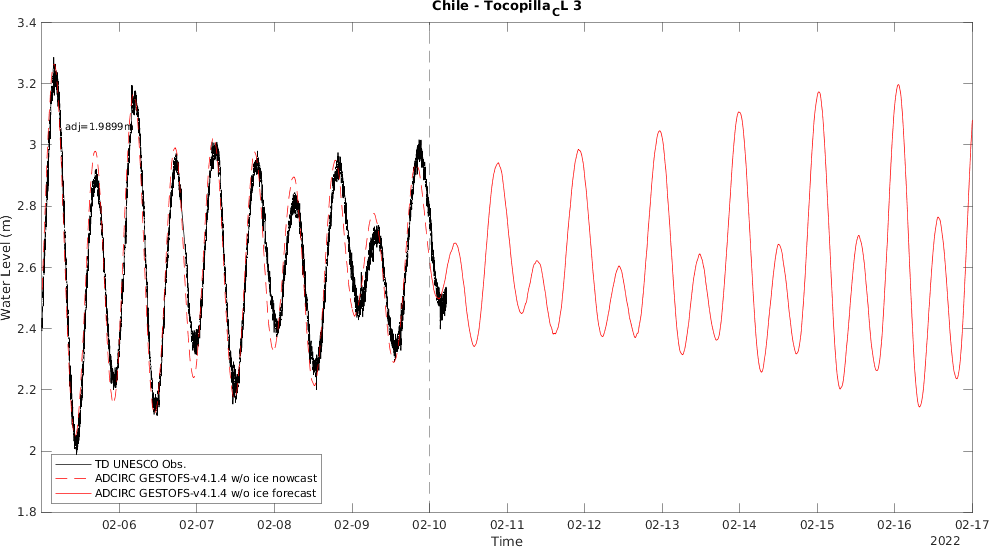 Chile - Tocopilla_CL 3
3.4
3.2
3
2.8
2.6
2.4
2.2
2
1.8
Water Level (m)
adj=1.9899m
TD UNESCO Obs.
ADCIRC GESTOFS-v4.1.4 w/o ice nowcast
ADCIRC GESTOFS-v4.1.4 w/o ice forecast
02-06 02-07 02-08 02-09 02-10 02-11 02-12 02-13 02-14 02-15 02-16 02-17
Time
2022